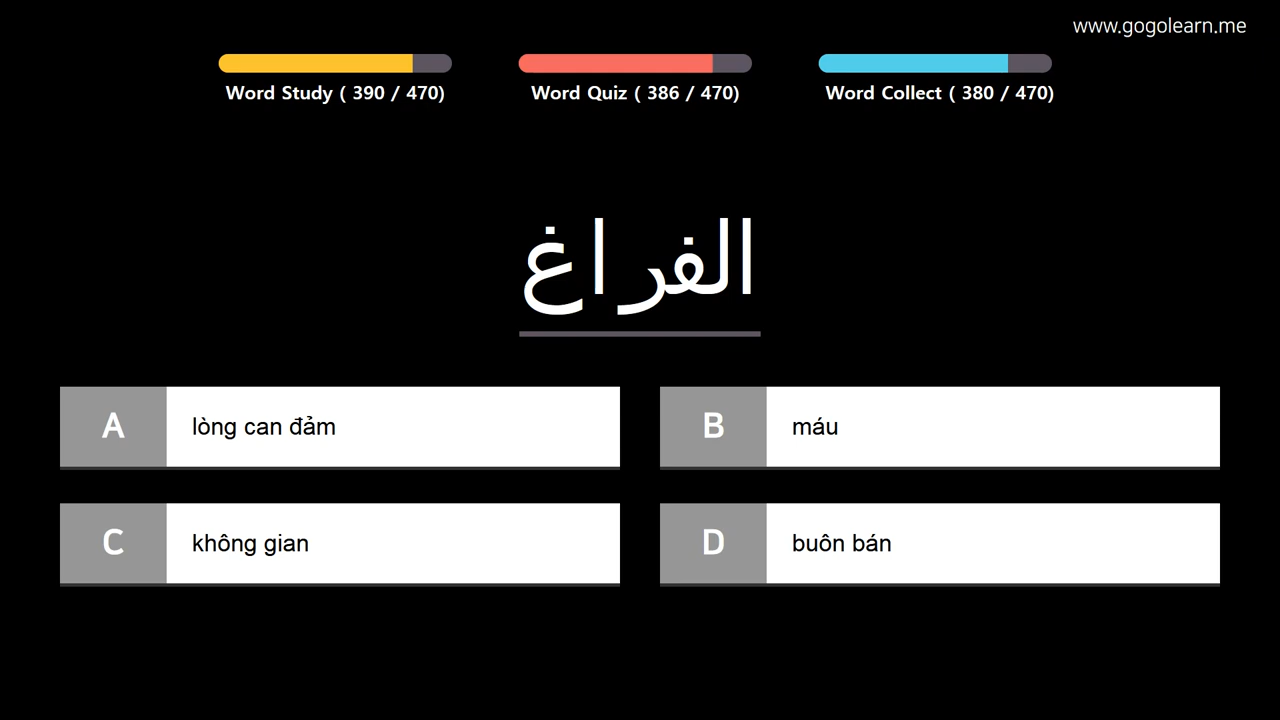 www.gogolearn.me
Word Study ( 390 / 470)
Word Quiz ( 386 / 470)
Word Collect ( 380 / 470)
الفراغ
A
lòng can đảm
B
máu
C
không gian
D
buôn bán